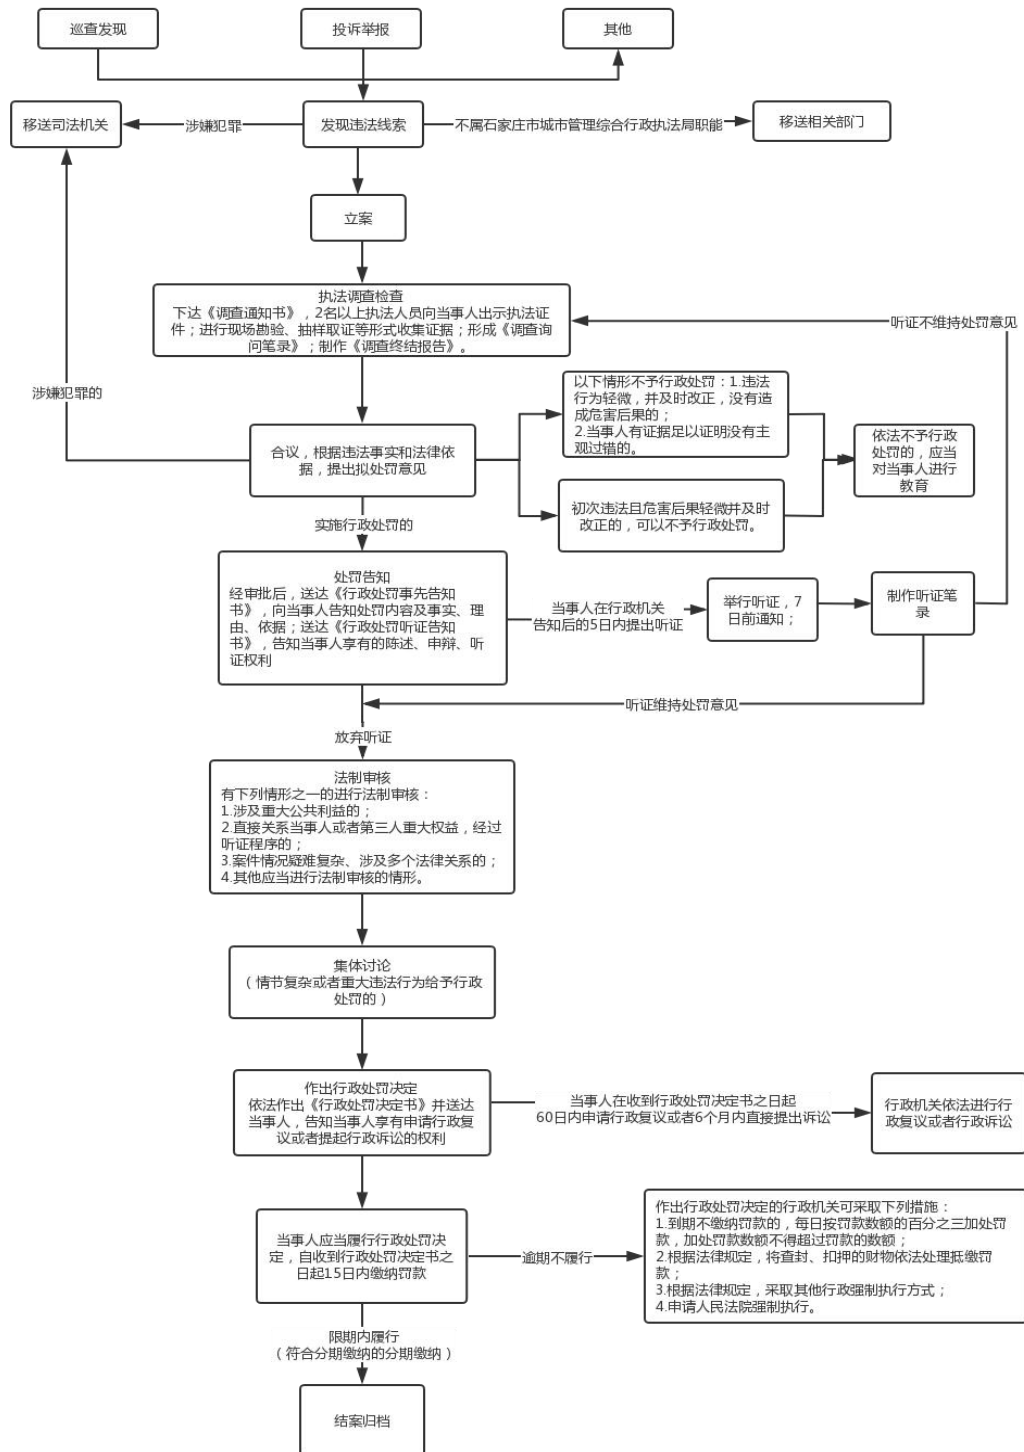 巡查发现
投诉举报
其他
移送司法机关
涉嫌犯罪
发现违法线索
不属石家庄市城市管理综合行政执法局职能
移送相关部门
立案
执法调查检查
下达《调查通知书》，2名以上执法人员向当事人出示执法证
件；进行现场勘验、抽样取证等形式收集证据；形成《调查询
问笔录》；制作《调查终结报告》。
听证不维持处罚意见
涉嫌犯罪的
合议，根据违法事实和法律依
据，提出拟处罚意见
以下情形不予行政处罚：1.违法
行为轻微，并及时改正，没有造
成危害后果的；
2.当事人有证据足以证明没有主
观过错的。
初次违法且危害后果轻微并及时
改正的，可以不予行政处罚。
依法不予行政
处罚的，应当
对当事人进行
教育
实施行政处罚的
处罚告知
经审批后，送达《行政处罚事先告知
书》，向当事人告知处罚内容及事实、理
由、依据；送达《行政处罚听证告知
书》，告知当事人享有的陈述、申辩、听
证权利
当事人在行政机关
告知后的5日内提出听证
举行听证，7
日前通知；
制作听证笔
录
听证维持处罚意见
放弃听证
法制审核
有下列情形之一的进行法制审核：
1.涉及重大公共利益的；
2.直接关系当事人或者第三人重大权益，经过
听证程序的；
3.案件情况疑难复杂、涉及多个法律关系的；
4.其他应当进行法制审核的情形。
集体讨论
（情节复杂或者重大违法行为给予行政
处罚的）
作出行政处罚决定
依法作出《行政处罚决定书》并送达
当事人，告知当事人享有申请行政复
议或者提起行政诉讼的权利
当事人在收到行政处罚决定书之日起
60日内申请行政复议或者6个月内直接提出诉讼
行政机关依法进行行
政复议或者行政诉讼
当事人应当履行行政处罚决
定，自收到行政处罚决定书之
日起15日内缴纳罚款
逾期不履行
作出行政处罚决定的行政机关可采取下列措施：
1.到期不缴纳罚款的，每日按罚款数额的百分之三加处罚
款，加处罚款数额不得超过罚款的数额；
2.根据法律规定，将查封、扣押的财物依法处理抵缴罚
款；
3.根据法律规定，采取其他行政强制执行方式；
4.申请人民法院强制执行。
限期内履行
（符合分期缴纳的分期缴纳）
结案归档